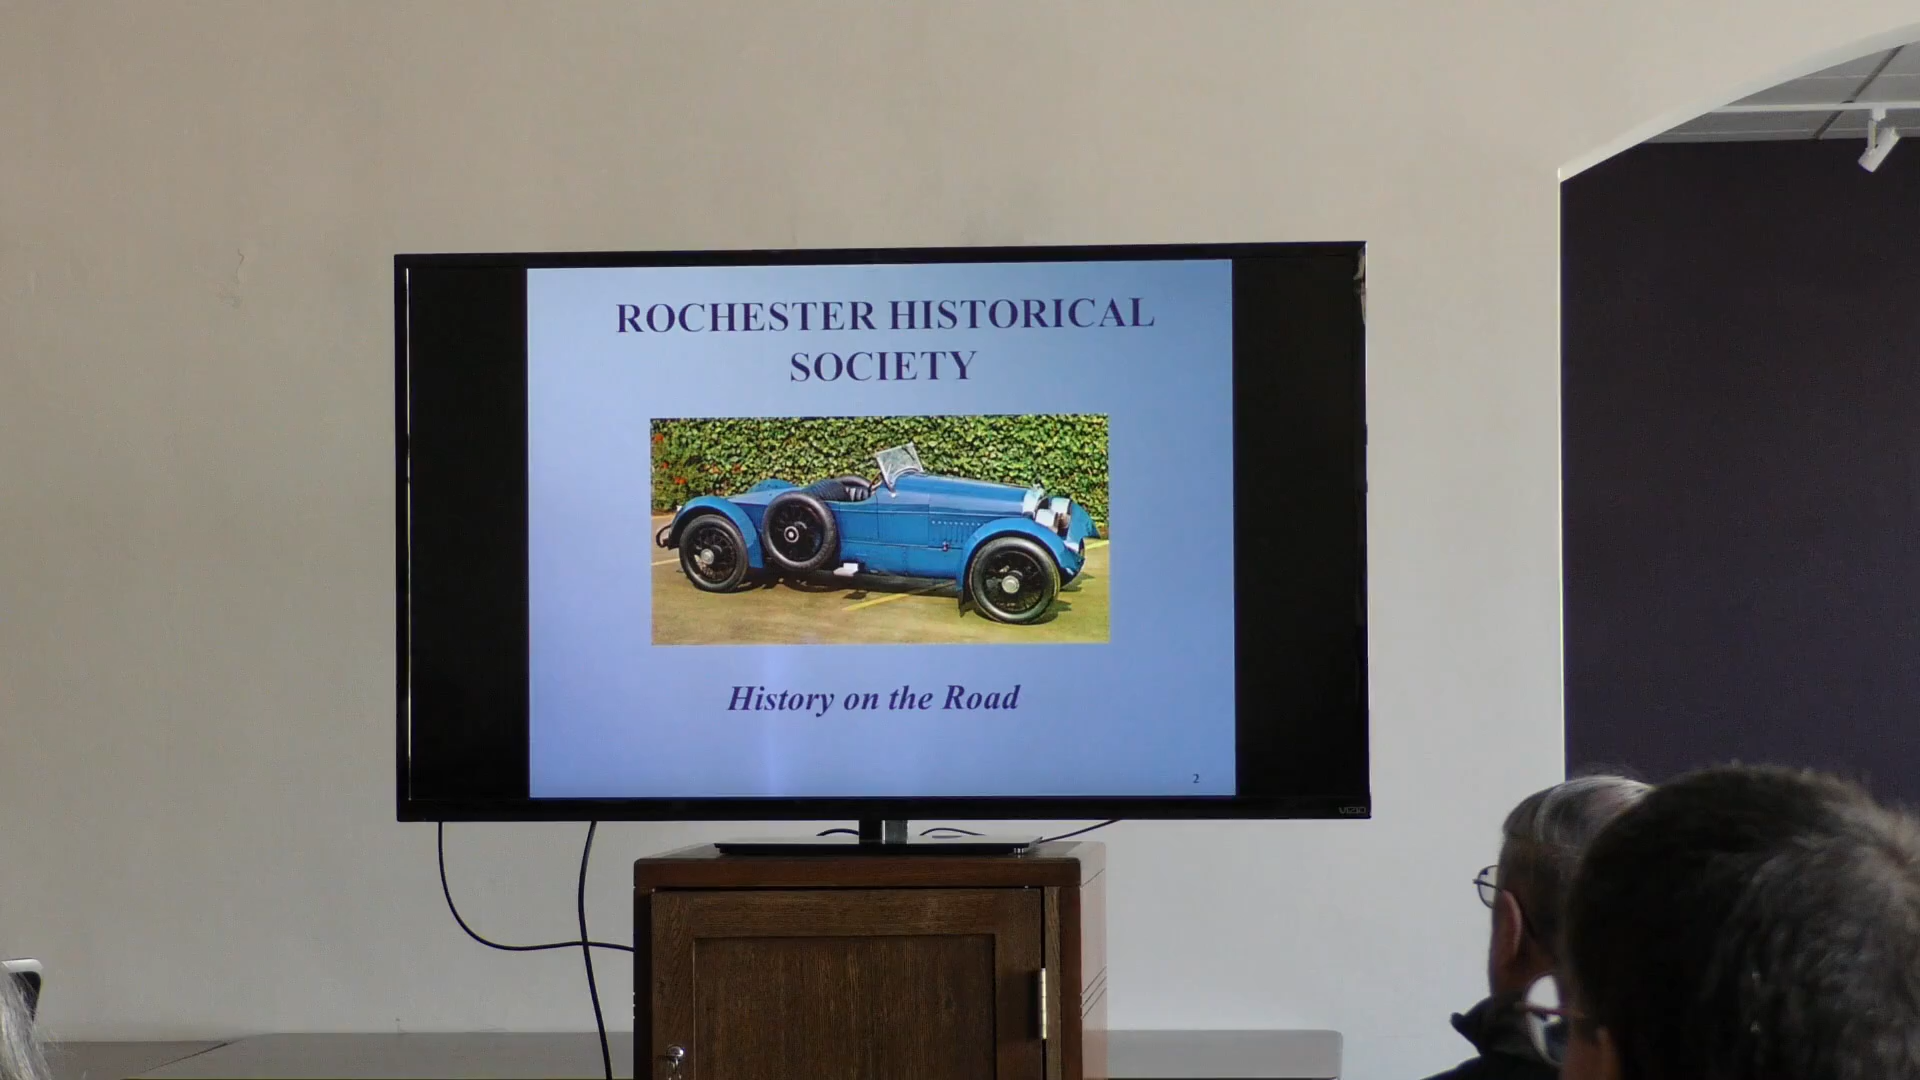 ROCHESTER HISTORICAL
SOCIETY
History on the Road
2
VIZIO